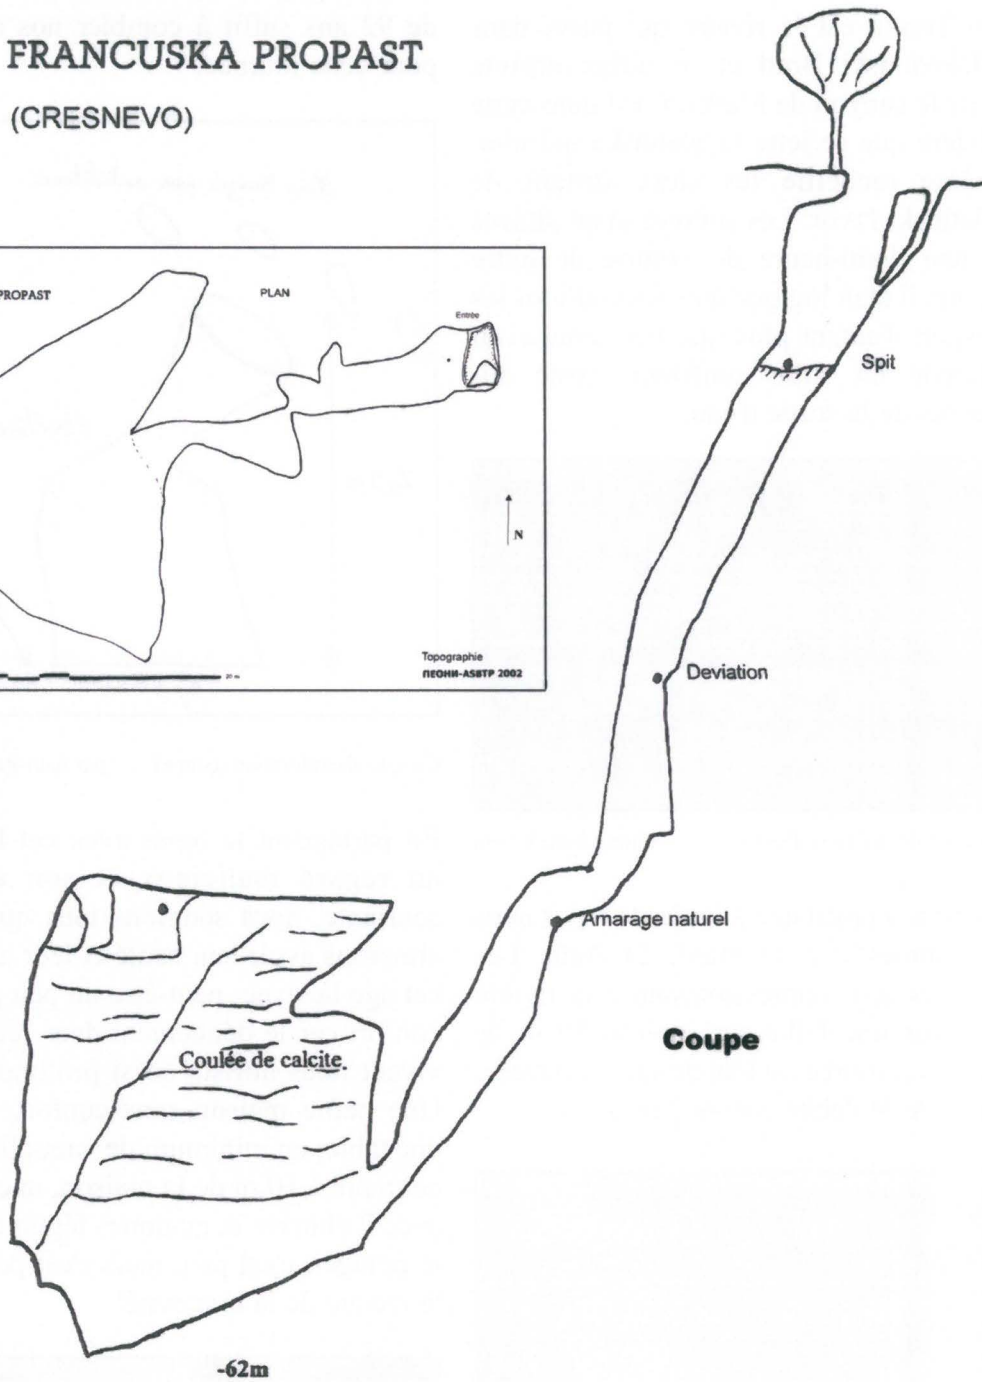 FRANCUSKA PROPAST
(CRESNEVO)
PROPAST
PLAN
Entrée
N
Topographie
ПЕОНИ-ASBTP 2002
20 m
Spit
Deviation
Amarage naturel
Coupe
Coulée de calcite.
-62m